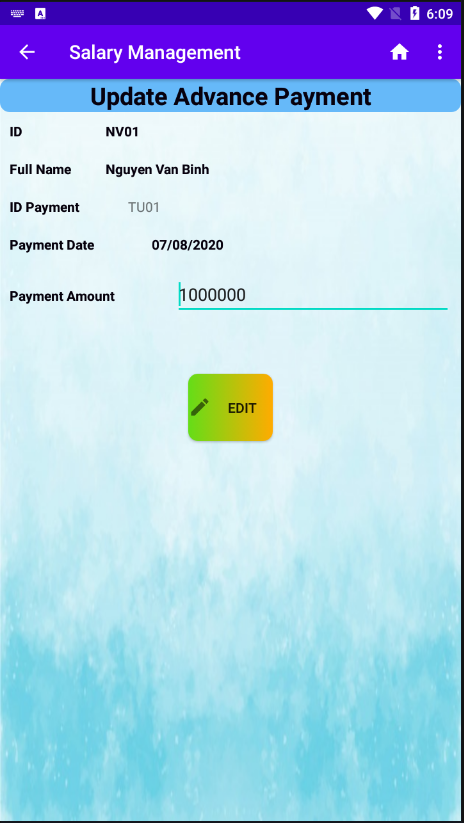 6:09
Salary Management
Update Advance Payment
ID NV01
Full Name Nguyen Van Binh
ID Payment TU01
Payment Date 07/08/2020
Payment Amount 1000000
EDIT